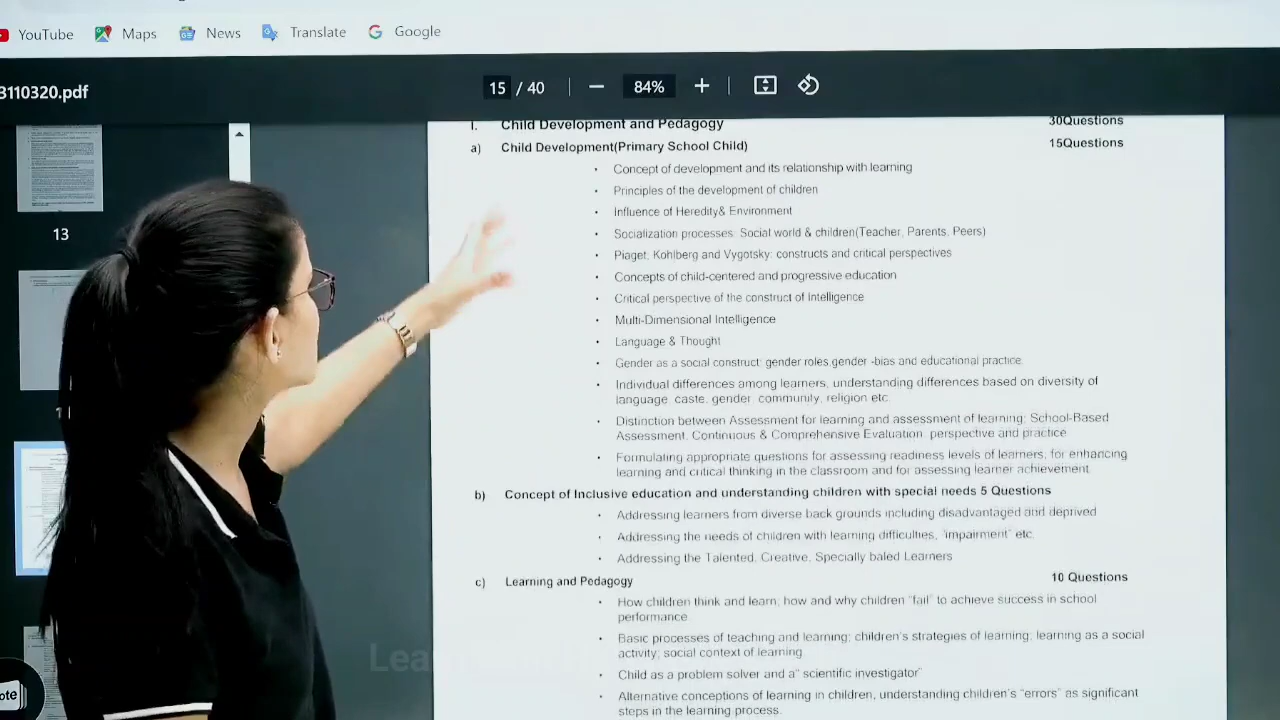 YouTube Maps News Translate Google
3110320.pdf
15 / 40 84%
13
I. Child Development and Pedagogy 30Questions
a) Child Development(Primary School Child) 15Questions
• Concept of development and its relationship with learning
• Principles of the development of children
• Influence of Heredity& Environment
• Socialization processes: Social world & children(Teacher, Parents, Peers)
• Piaget, Kohlberg and Vygotsky: constructs and critical perspectives
• Concepts of child-centered and progressive education
• Critical perspective of the construct of Intelligence
• Multi-Dimensional Intelligence
• Language & Thought
• Gender as a social construct; gender roles,gender -bias and educational practice.
• Individual differences among learners, understanding differences based on diversity of
language caste, gender, community, religion etc.
• Distinction between Assessment for learning and assessment of learning; School-Based
Assessment, Continuous & Comprehensive Evaluation: perspective and practice
• Formulating appropriate questions for assessing readiness levels of learners; for enhancing
learning and critical thinking in the classroom and for assessing learner achievement.
b) Concept of Inclusive education and understanding children with special needs 5 Questions
• Addressing learners from diverse back grounds including disadvantaged and deprived
• Addressing the needs of children with learning difficulties, "impairment" etc.
• Addressing the Talented, Creative, Specially baled Learners
c) Learning and Pedagogy 10 Questions
• How children think and learn; how and why children "fail" to achieve success in school
performance.
• Basic processes of teaching and learning; children's strategies of learning; learning as a social
activity; social context of learning.
• Child as a problem solver and a" scientific investigator"
• Alternative conceptions of learning in children, understanding children's "errors" as significant
steps in the learning process.
Lea
ote